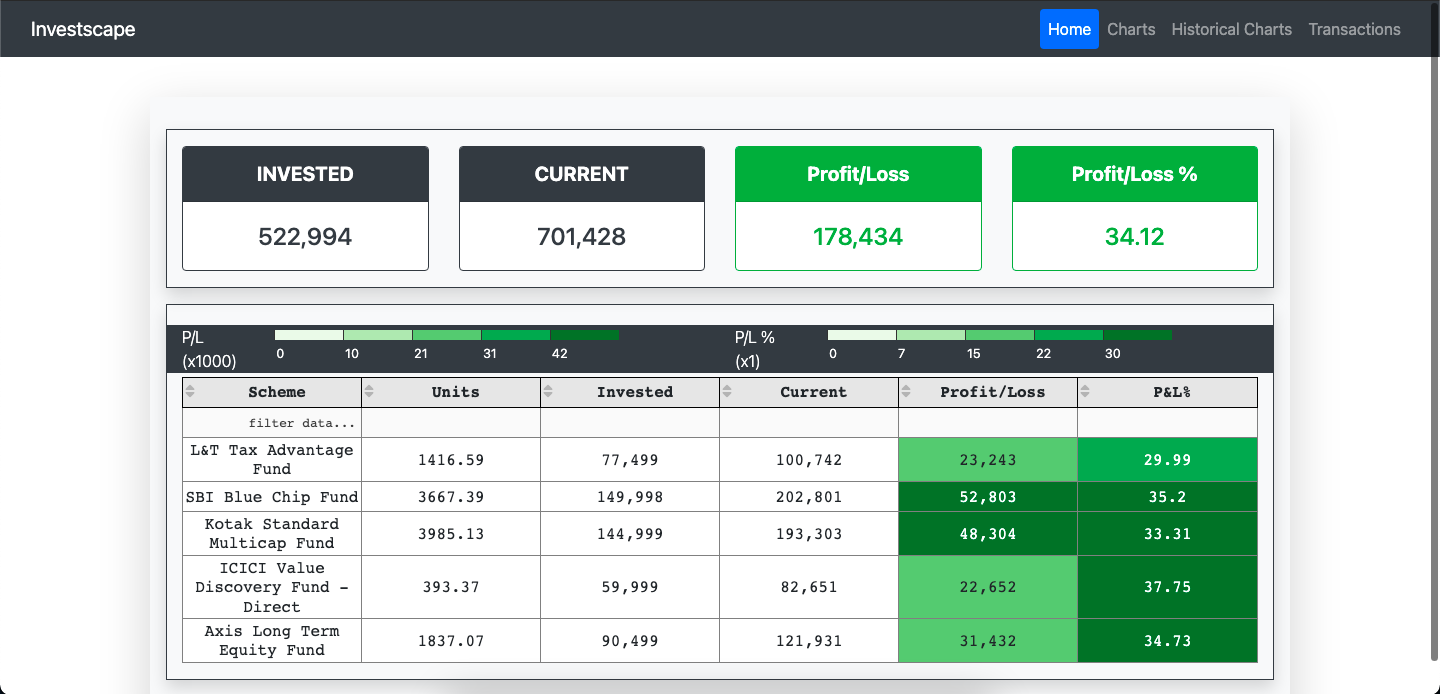 Investscape Home Charts Historical Charts Transactions
INVESTED CURRENT Profit/Loss Profit/Loss %
522,994 701,428 178,434 34.12
P/L P/L %
(x1000) 0 10 21 31 42 (x1) 0 7 15 22 30
Scheme Units Invested Current Profit/Loss P&L%
filter data...
L&T Tax Advantage
Fund 1416.59 77,499 100,742 23,243 29.99
SBI Blue Chip Fund 3667.39 149,998 202,801 52,803 35.2
Kotak Standard
Multicap Fund 3985.13 144,999 193,303 48,304 33.31
ICICI Value
Discovery Fund - 393.37 59,999 82,651 22,652 37.75
Direct
Axis Long Term
Equity Fund 1837.07 90,499 121,931 31,432 34.73